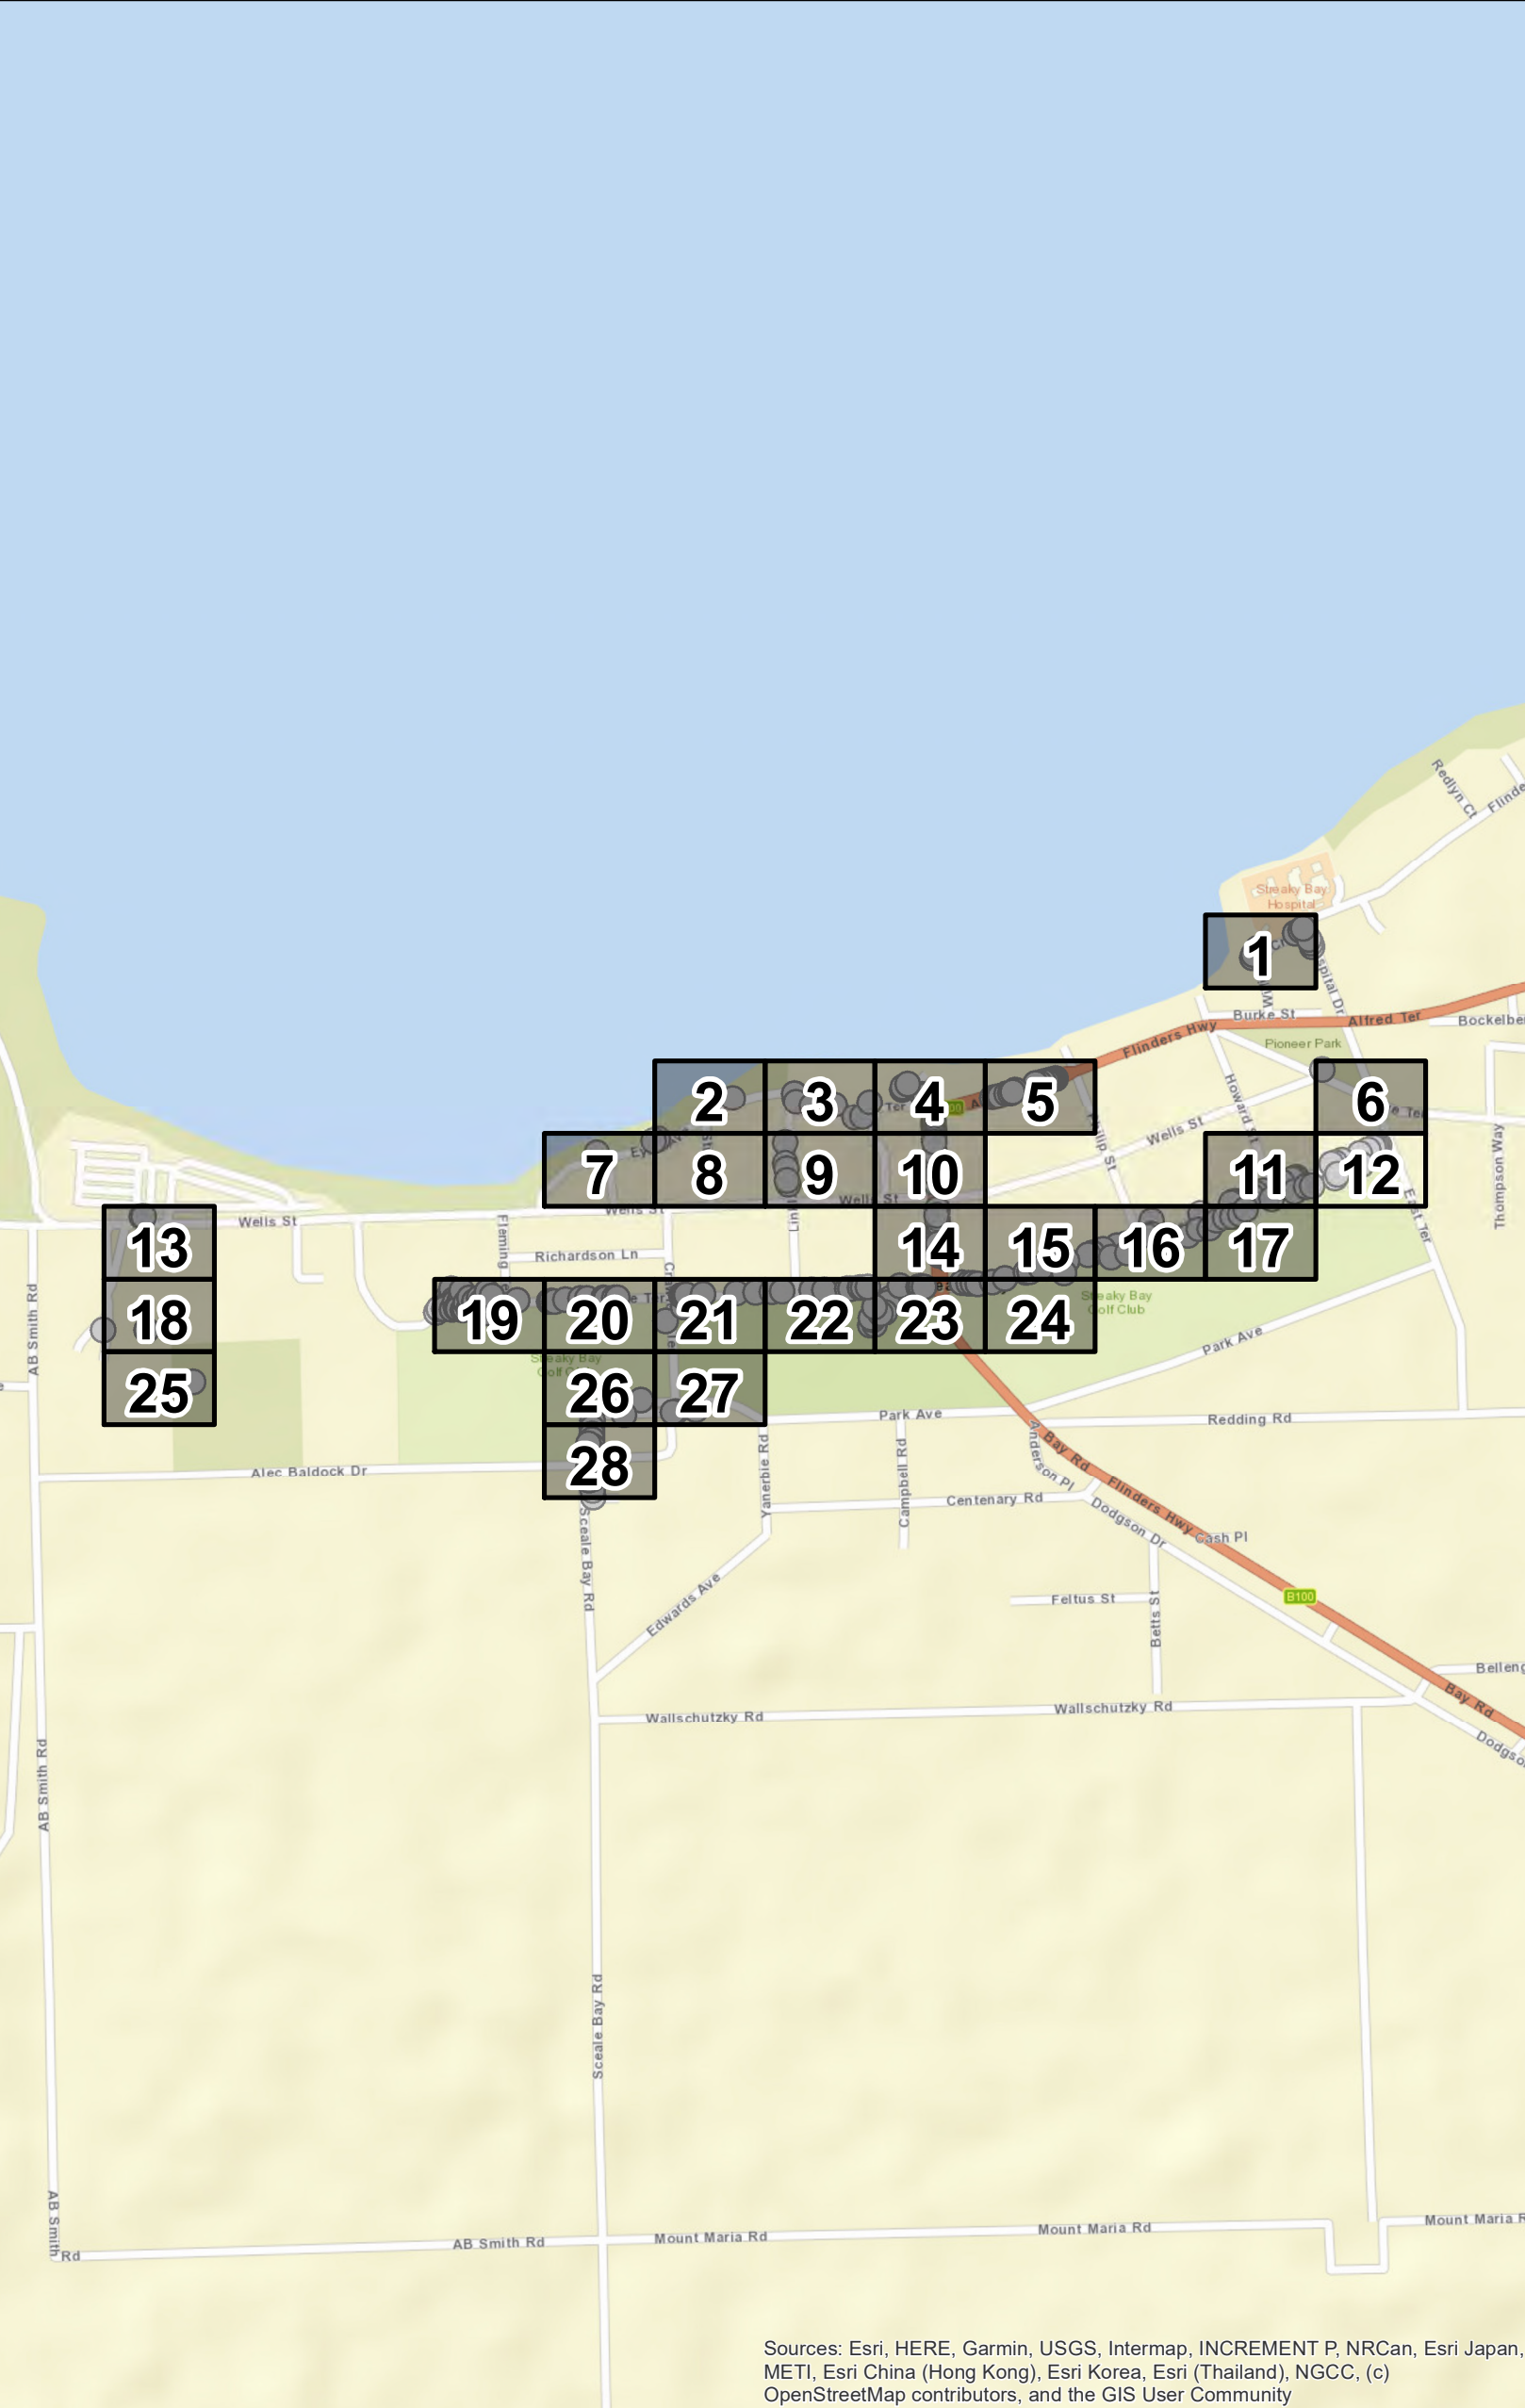 Redlyn Ct
Streaky Bay
Hospital
1
Burke St
Alfred Ter
Flinders Hwy
Pioneer Park
Howard St
2
3
4
5
6
Wells St
7
8
9
10
11
12
Thompson Way
East Ter
Wells St
Wells St
Wells St
Fleming
Richardson Ln
13
14
15
16
17
AB Smith Rd
18
19
20
21
22
23
24
Streaky Bay
Golf Club
Park Ave
25
26
27
28
Park Ave
Redding Rd
Alec Baldock Dr
Yanerbie Rd
Campbell Rd
Anderson Pl
Bay Rd
Flinders Hwy
Centenary Rd
Dodgson Dr
Cash Pl
Sceale Bay Rd
Edwards Ave
Feltus St
Betts St
B100
Wallschutzky Rd
Wallschutzky Rd
Bay Rd
AB Smith Rd
Sceale Bay Rd
AB Smith
Rd
AB Smith Rd
Mount Maria Rd
Mount Maria Rd
Mount Maria R
Sources: Esri, HERE, Garmin, USGS, Intermap, INCREMENT P, NRCan, Esri Japan,
METI, Esri China (Hong Kong), Esri Korea, Esri (Thailand), NGCC, (c)
OpenStreetMap contributors, and the GIS User Community